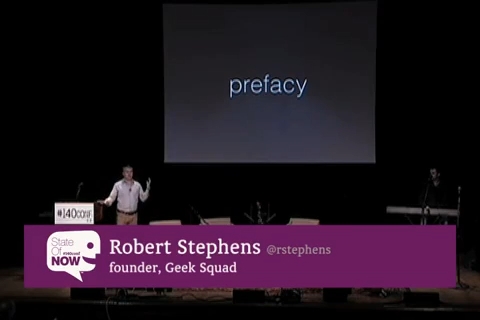 prefacy
#140CONF
State
Of
NOW
Robert Stephens @rstephens
founder, Geek Squad